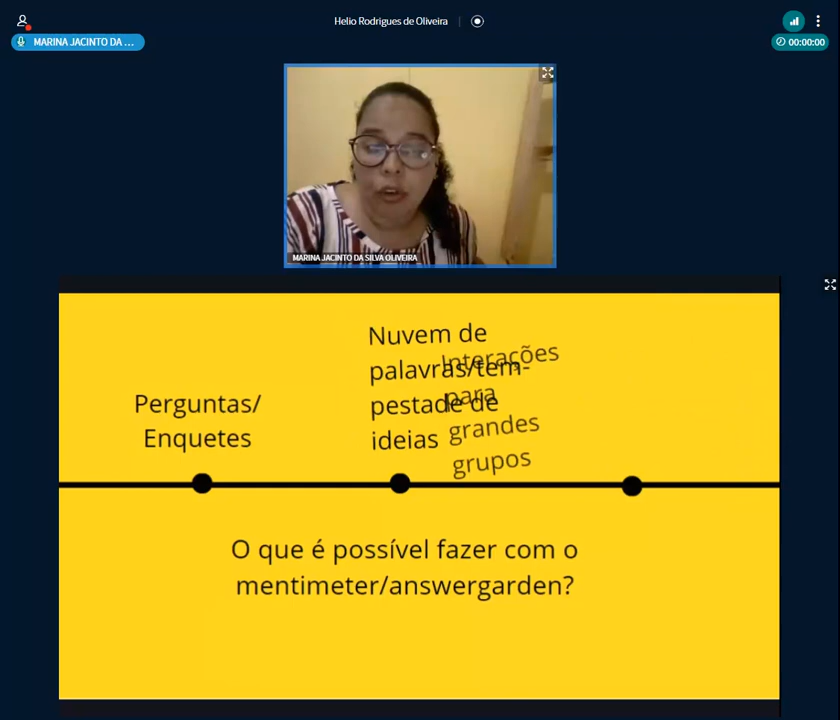 Helio Rodrigues de Oliveira
MARINA JACINTO DA ...
00:00:00
MARINA JACINTO DA SILVA OLIVEIRA
Perguntas/
Enquetes
Nuvem de
palavras/tem-
pestade de
ideias
Interações
para
grandes
grupos
O que é possível fazer com o
mentimeter/answergarden?